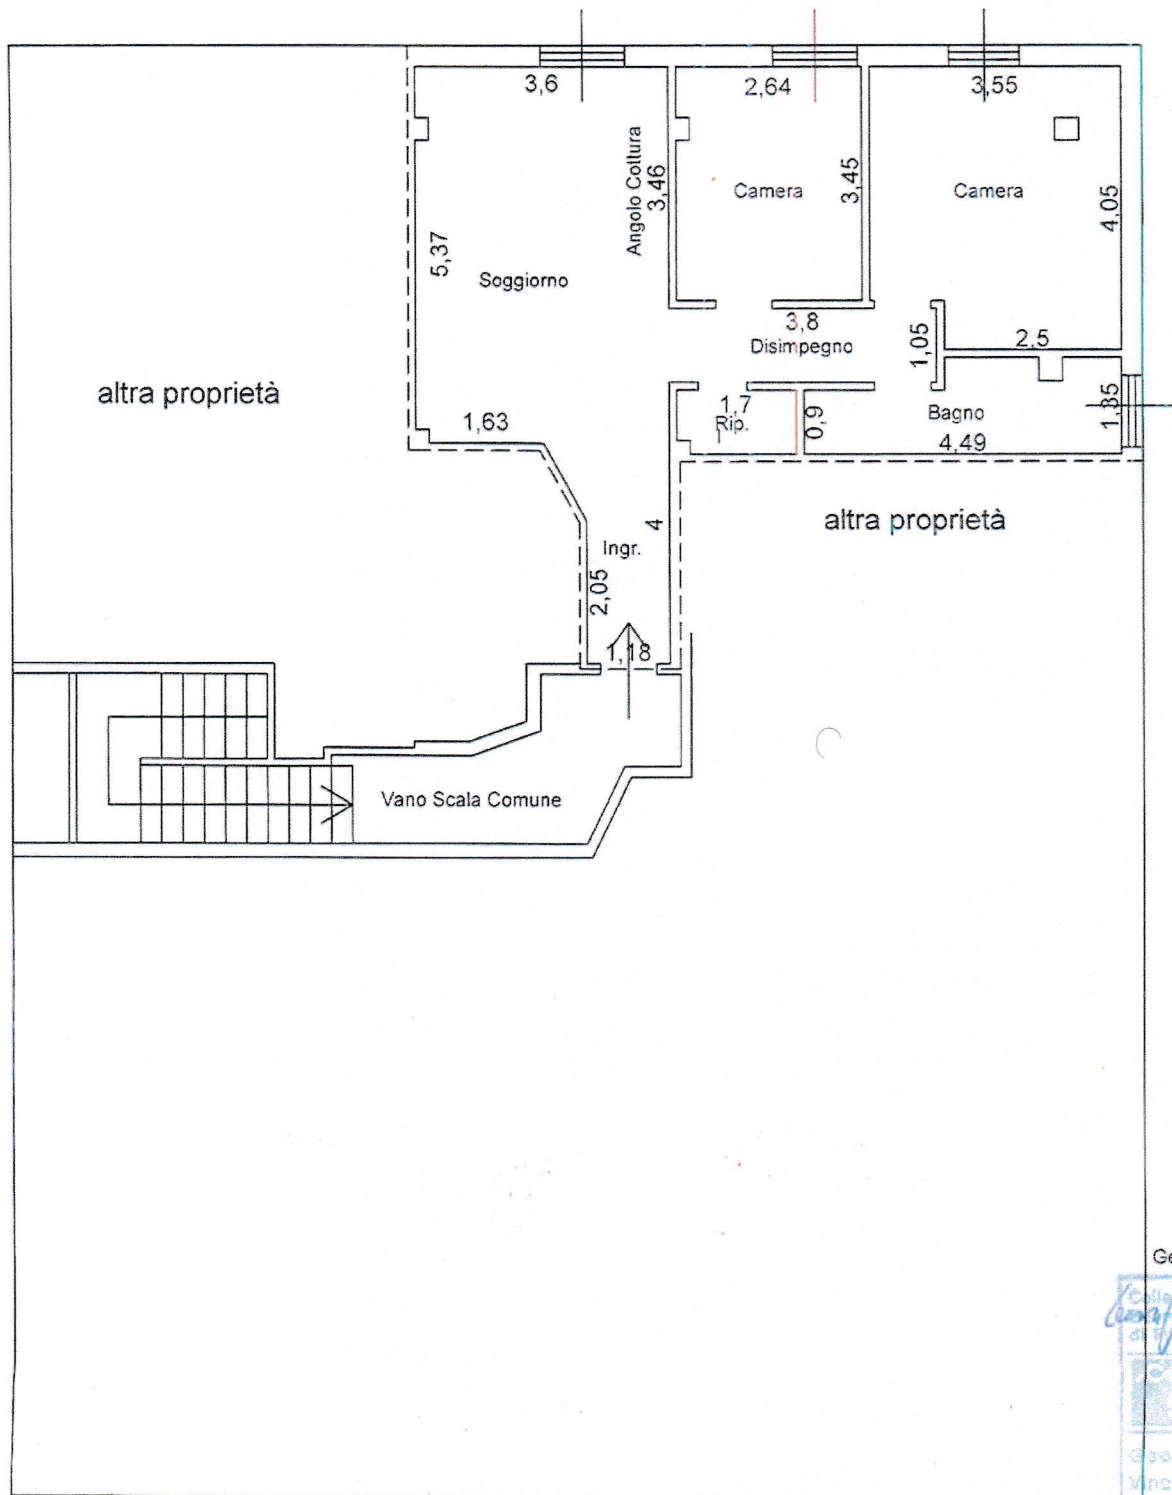 3,6
2,64
3,55
Angolo Cottura
3,46
Camera
3,45
Camera
4,05
5,37
Soggiorno
3,8
Disimpegno
1,05
2,5
altra proprietà
1,63
1,7
Rip.
0,9
Bagno
4,49
1,35
altra proprietà
4
Ingr.
2,05
1,18
Vano Scala Comune
Ge
Colle